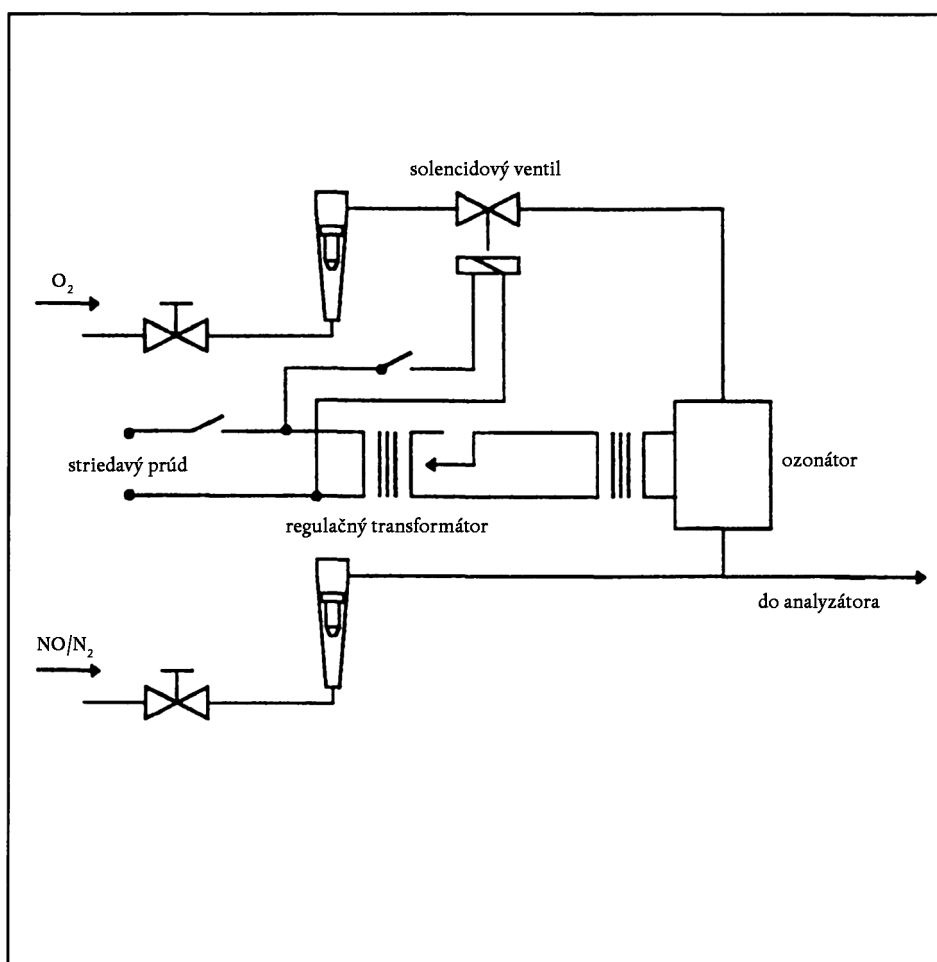 solencidový ventil
O₂
striedavý prúd
ozonátor
regulačný transformátor
do analyzátora
NO/N₂